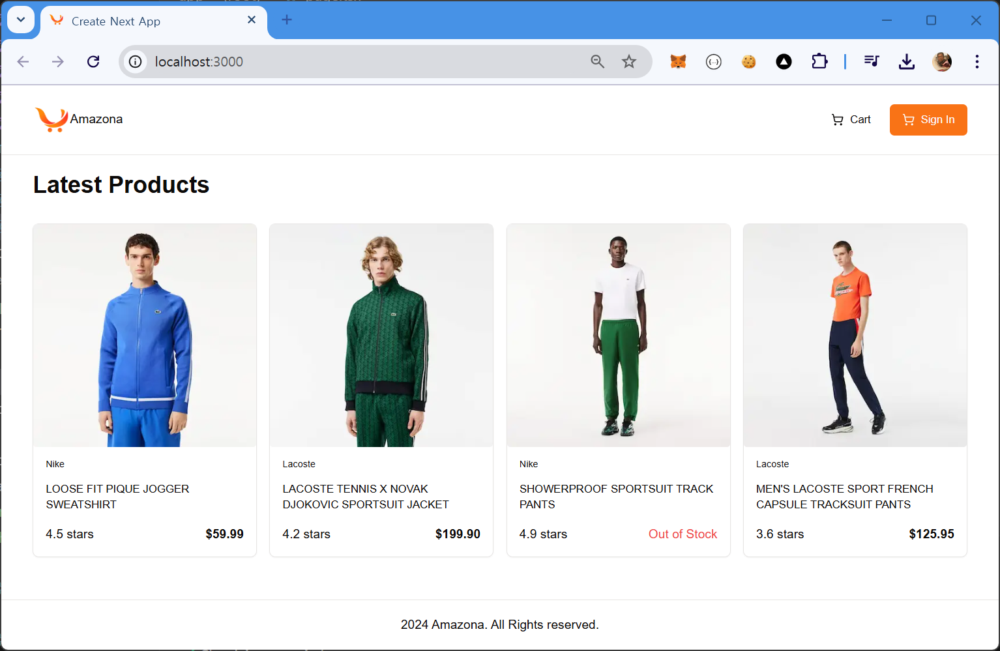 Create Next App
localhost:3000
Amazona
Cart
Sign In
Latest Products
Nike
LOOSE FIT PIQUE JOGGER
SWEATSHIRT
4.5 stars
$59.99
Lacoste
LACOSTE TENNIS X NOVAK
DJOKOVIC SPORTSUIT JACKET
4.2 stars
$199.90
Nike
SHOWERPROOF SPORTSUIT TRACK
PANTS
4.9 stars
Out of Stock
Lacoste
MEN'S LACOSTE SPORT FRENCH
CAPSULE TRACKSUIT PANTS
3.6 stars
$125.95
2024 Amazona. All Rights reserved.